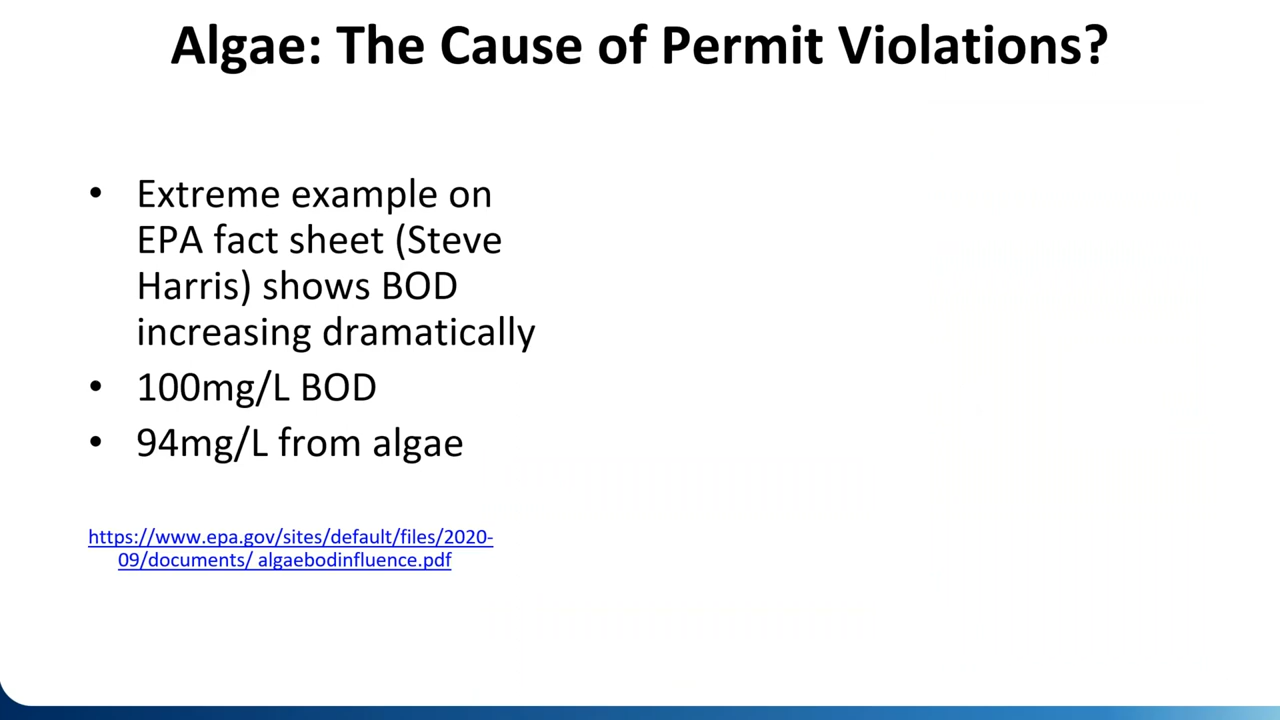 Algae: The Cause of Permit Violations?
• Extreme example on
EPA fact sheet (Steve
Harris) shows BOD
increasing dramatically
• 100mg/L BOD
• 94mg/L from algae
https://www.epa.gov/sites/default/files/2020-
09/documents/ algaebodinfluence.pdf